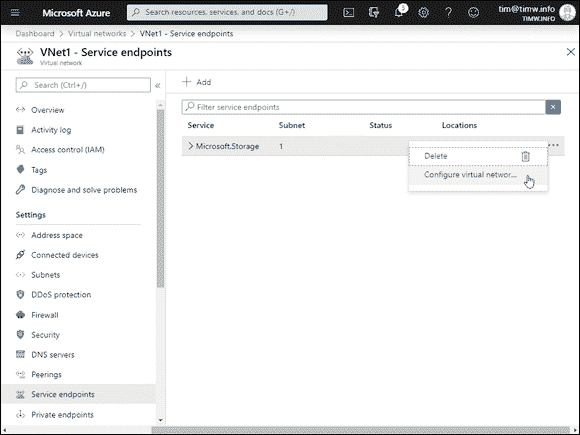 Microsoft Azure
Search resources, services, and docs (G+/)
3
tim@timw.info
TIMW.INFO
Dashboard > Virtual networks > VNet1 - Service endpoints
VNet1 - Service endpoints
Virtual network
Search (Ctrl+/)
«
Overview
Activity log
Access control (IAM)
Tags
Diagnose and solve problems
Settings
Address space
Connected devices
Subnets
DDoS protection
Firewall
Security
DNS servers
Peerings
Service endpoints
Private endpoints
+ Add
Filter service endpoints
Service Subnet Status Locations
Microsoft.Storage 1 ···
Delete
Configure virtual networ...